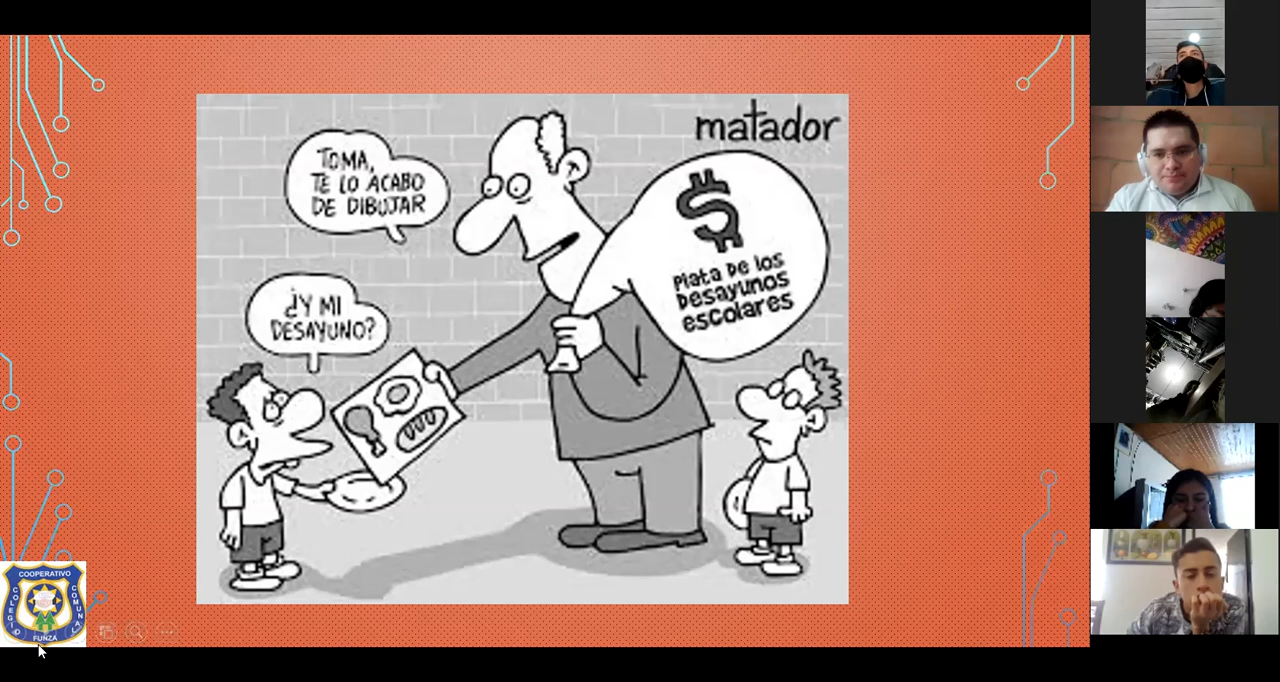 matador
TOMA,
TE LO ACABO
DE DIBUJAR
$
Plata De los
Desayunos
escolares
¿Y MI
DESAYUNO?
COOPERATIVO
COLEGIO
COMUNAL
FUNZA